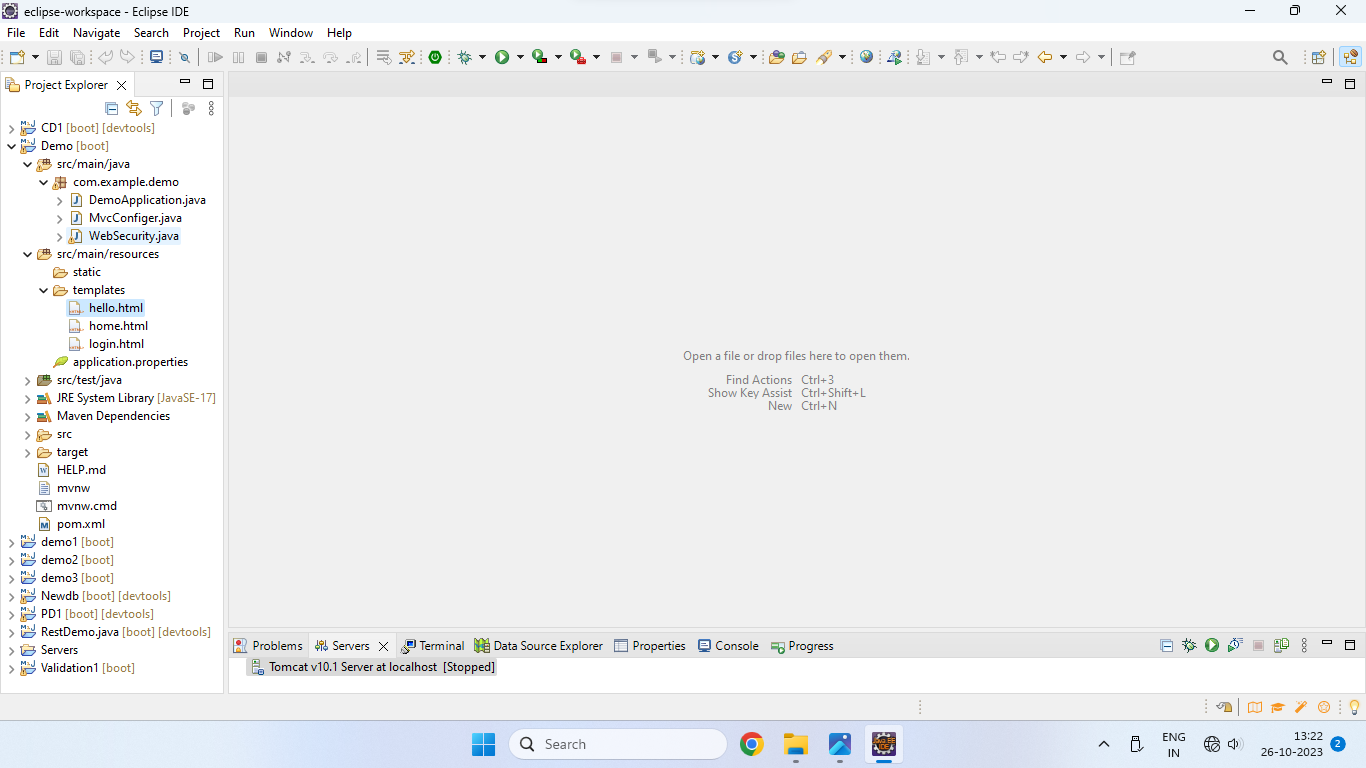 eclipse-workspace - Eclipse IDE
File Edit Navigate Search Project Run Window Help
Project Explorer
CD1 [boot] [devtools]
Demo [boot]
src/main/java
com.example.demo
DemoApplication.java
MvcConfiger.java
WebSecurity.java
src/main/resources
static
templates
hello.html
home.html
login.html
application.properties
src/test/java
JRE System Library [JavaSE-17]
Maven Dependencies
src
target
HELP.md
mvnw
mvnw.cmd
pom.xml
demo1 [boot]
demo2 [boot]
demo3 [boot]
Newdb [boot] [devtools]
PD1 [boot] [devtools]
RestDemo.java [boot] [devtools]
Servers
Validation1 [boot]
Open a file or drop files here to open them.
Find Actions Ctrl+3
Show Key Assist Ctrl+Shift+L
New Ctrl+N
Problems Servers Terminal Data Source Explorer Properties Console Progress
Tomcat v10.1 Server at localhost [Stopped]
Search
ENG
IN
13:22
26-10-2023
2